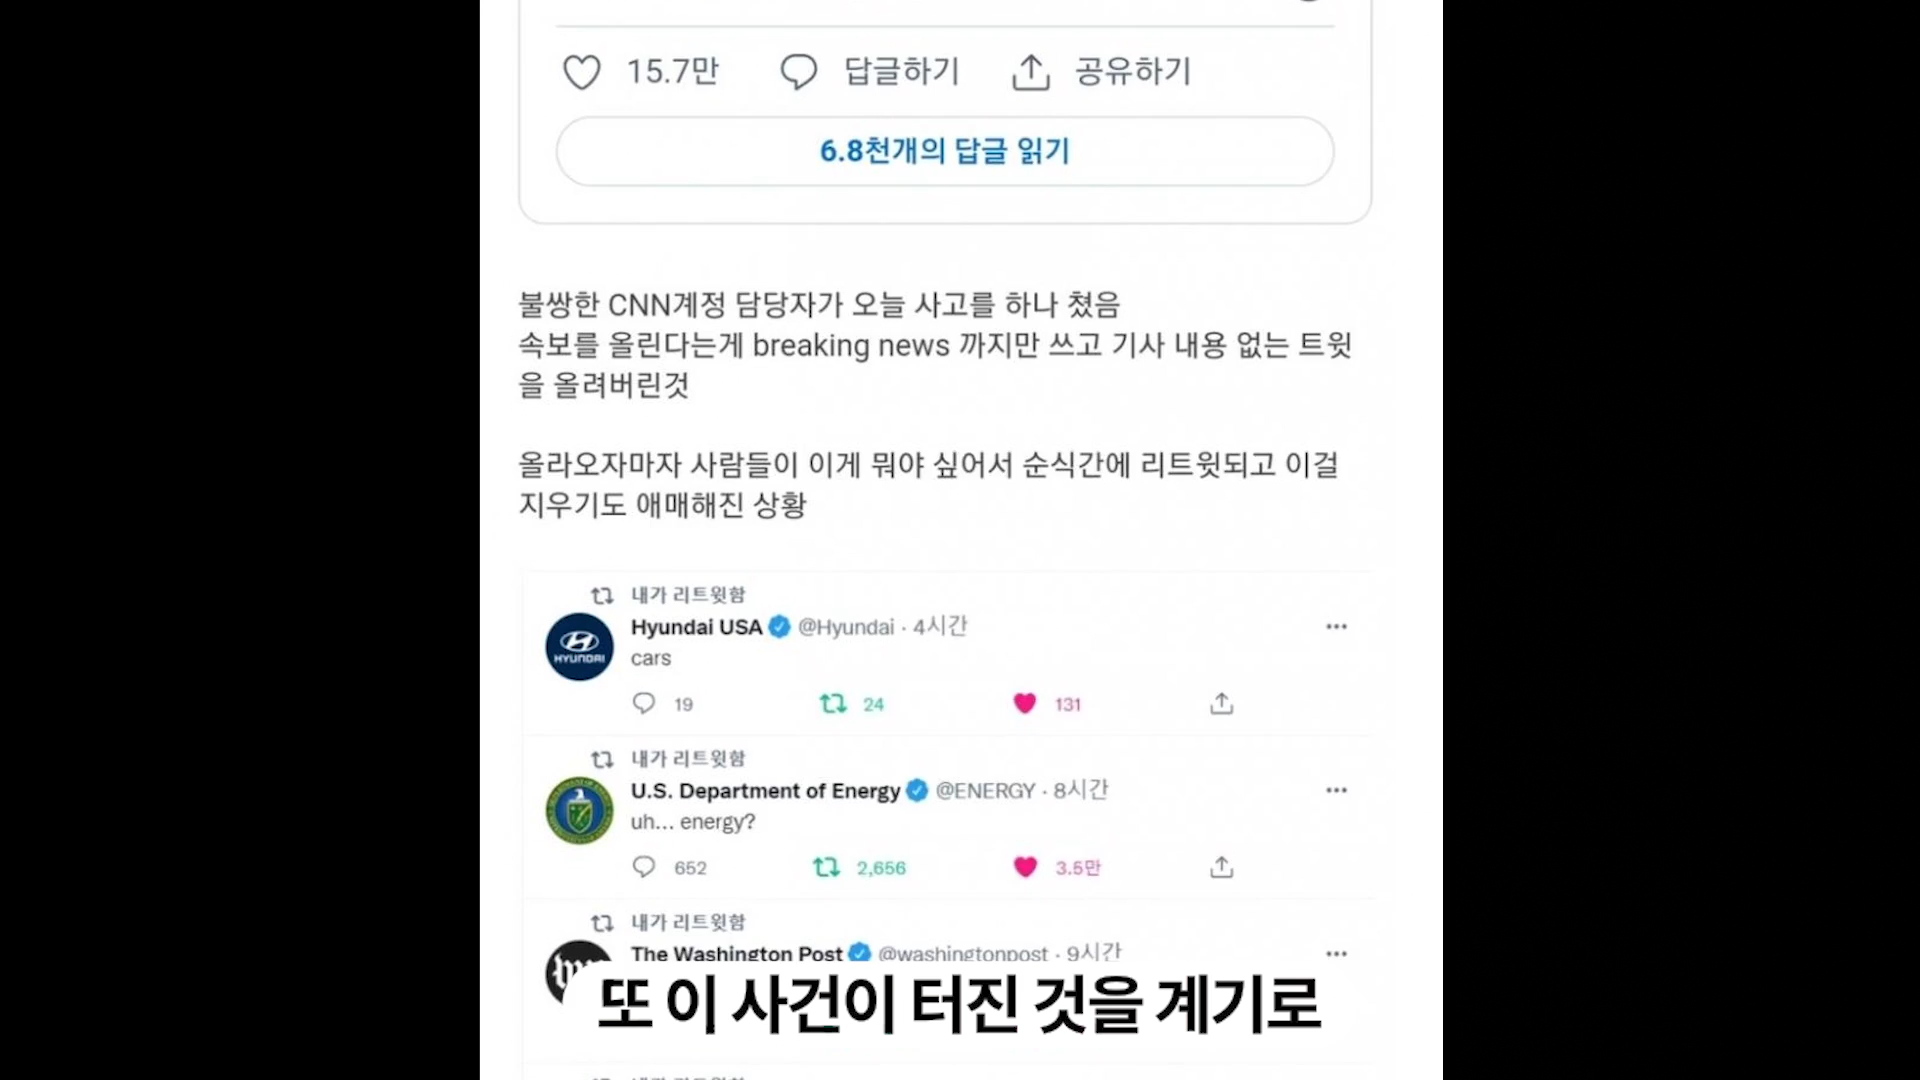 15.7만 답글하기 공유하기
6.8천개의 답글 읽기
불쌍한 CNN계정 담당자가 오늘 사고를 하나 쳤음
속보를 올린다는게 breaking news 까지만 쓰고 기사 내용 없는 트윗
을 올려버린것
올라오자마자 사람들이 이게 뭐야 싶어서 순식간에 리트윗되고 이걸
지우기도 애매해진 상황
내가 리트윗함
Hyundai USA @Hyundai · 4시간
HYUNDAI
cars
19 24 131
내가 리트윗함
U.S. Department of Energy @ENERGY · 8시간
uh... energy?
652 2,656 3.5만
내가 리트윗함
The Washington Post @washingtonpost · 9시간
또 이 사건이 터진 것을 계기로